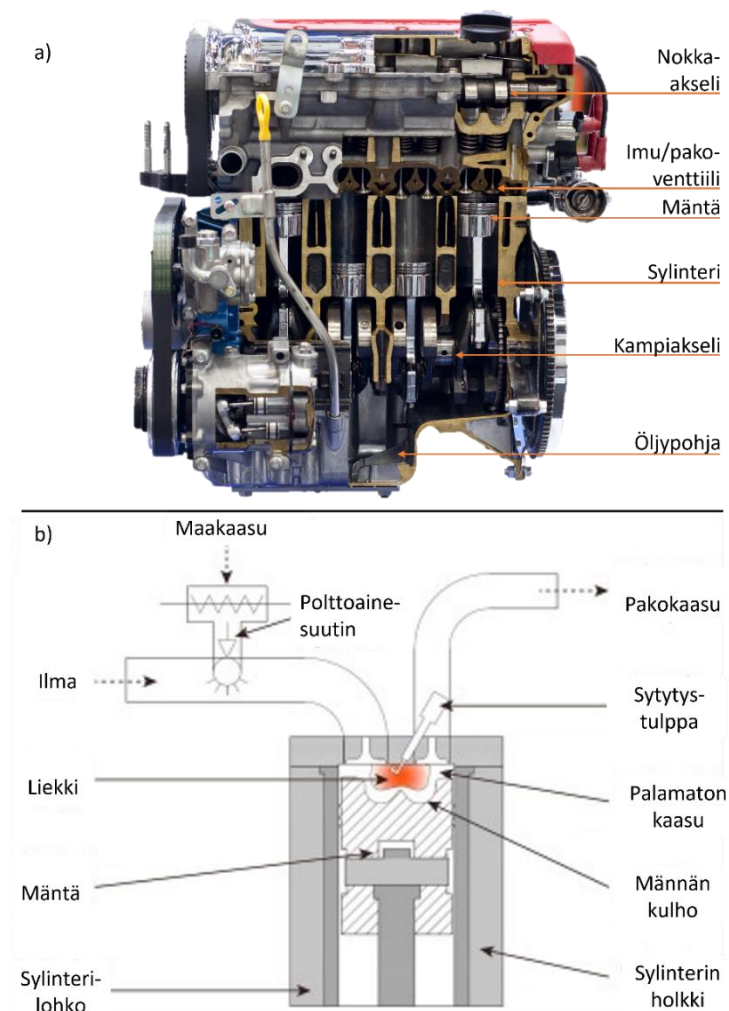 a)
Nokka-
akseli
Imu/pako-
venttiili
Mäntä
Sylinteri
Kampiakseli
Öljypohja
b)
Maakaasu
Polttoaine-
suutin
Pakokaasu
Ilma
Sytytys-
tulppa
Liekki
Palamaton
kaasu
Mäntä
Männän
kulho
Sylinteri-
lohko
Sylinterin
holkki